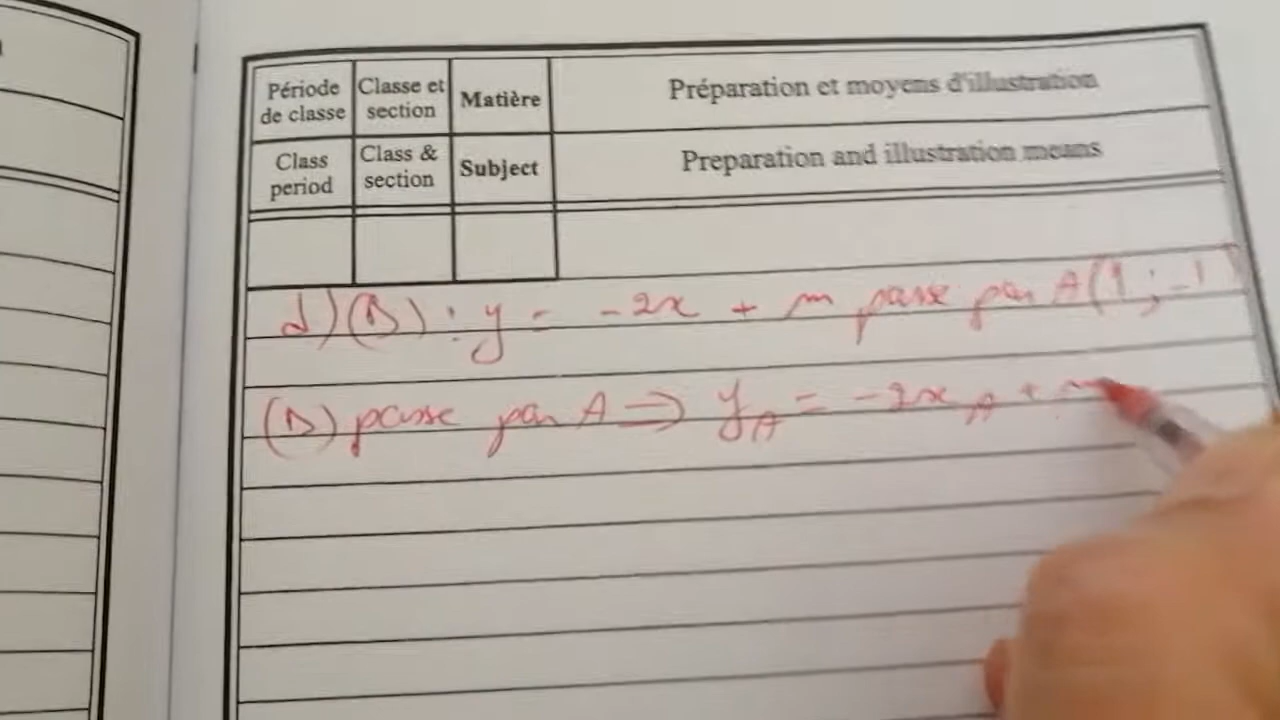 Période de classe
Classe et section
Matière
Préparation et moyens d'illustration
Class period
Class & section
Subject
Preparation and illustration means
d) (D) : y = -2x + m passe par A(1 ; -1)
(D) passe par A ⇒ y_A = -2x_A + m